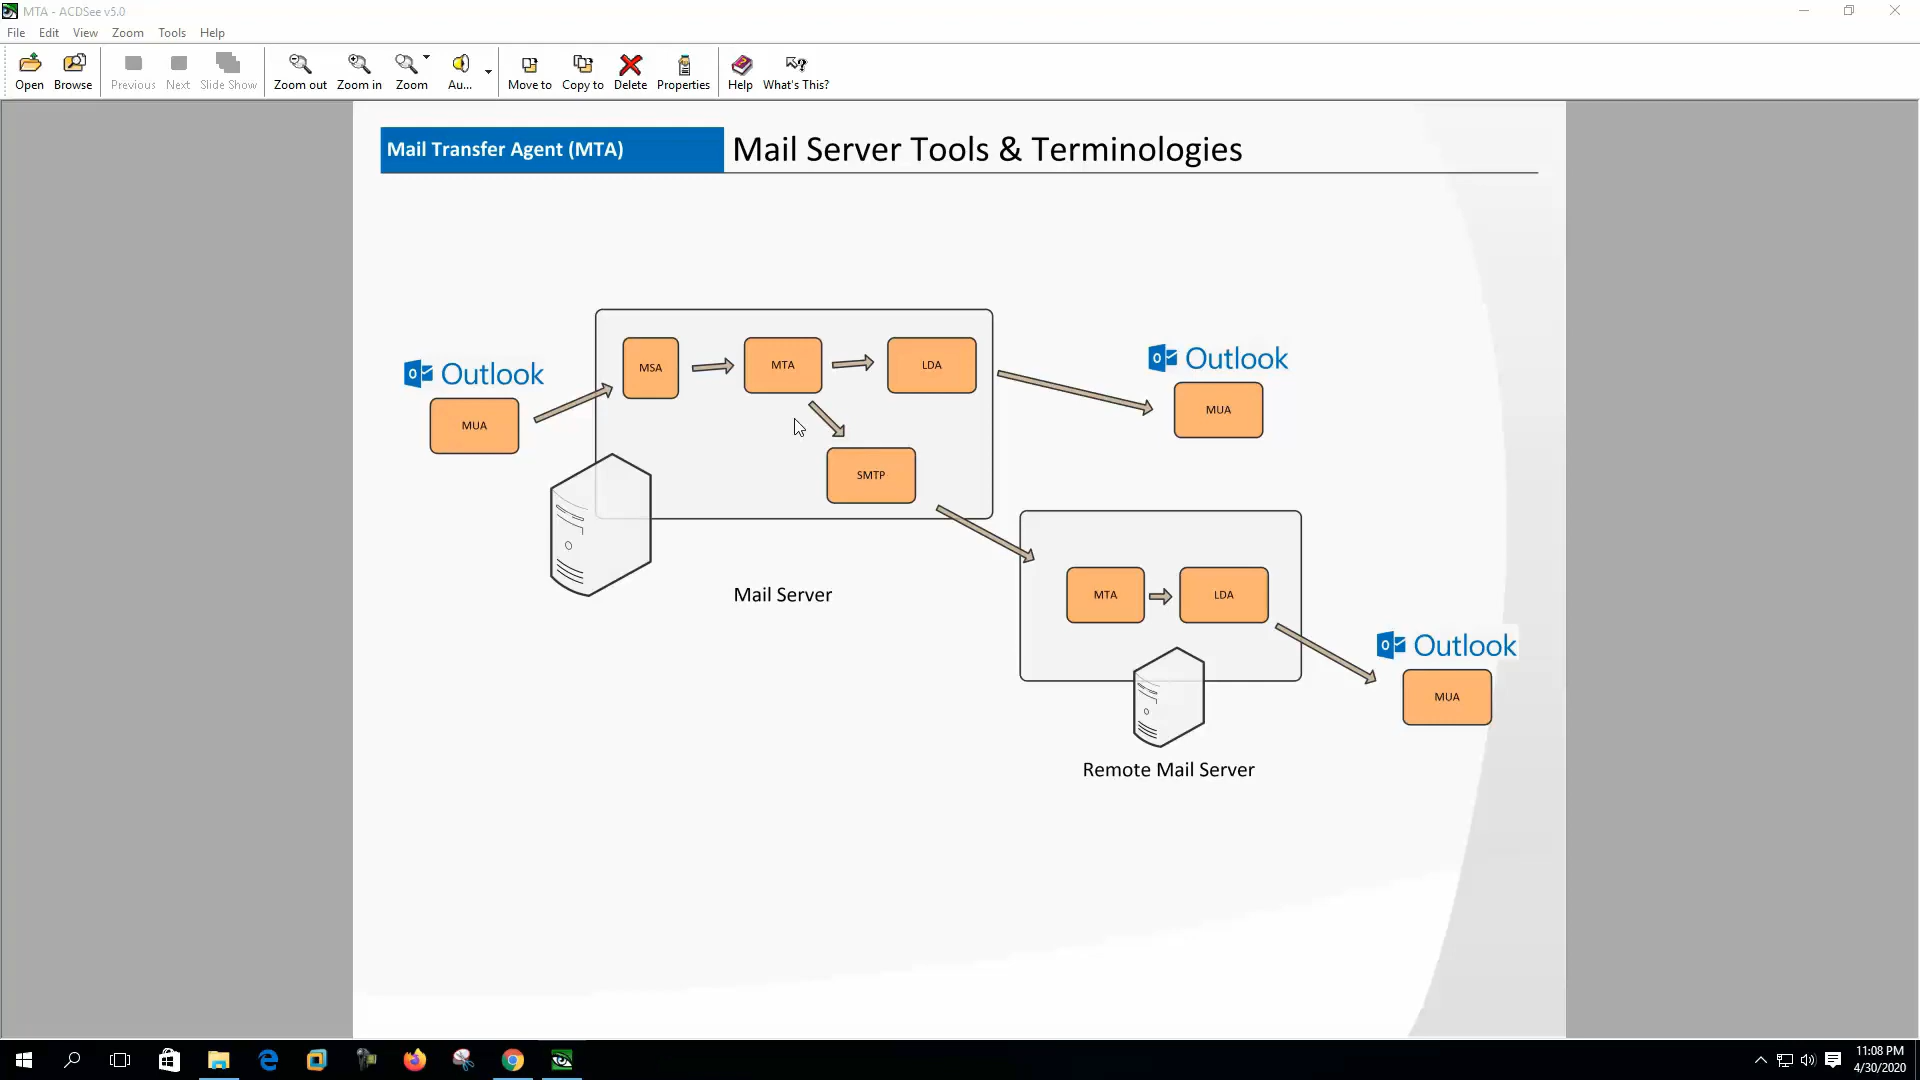 MTA - ACDSee v5.0
File Edit View Zoom Tools Help
Open Browse Previous Next Slide Show Zoom out Zoom in Zoom Au... Move to Copy to Delete Properties Help What's This?
Mail Transfer Agent (MTA) Mail Server Tools & Terminologies
Outlook
MUA
MSA
MTA
LDA
SMTP
Mail Server
Outlook
MUA
MTA
LDA
Remote Mail Server
Outlook
MUA
11:08 PM
4/30/2020